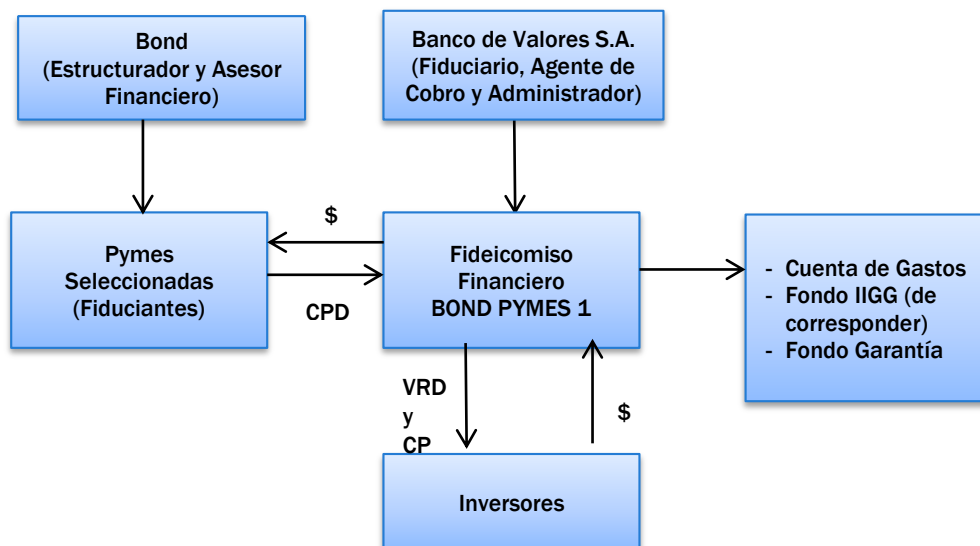 Bond
(Estructurador y Asesor
Financiero)
Banco de Valores S.A.
(Fiduciario, Agente de
Cobro y Administrador)
Pymes
Seleccionadas
(Fiduciantes)
$
CPD
Fideicomiso
Financiero
BOND PYMES 1
- Cuenta de Gastos
- Fondo IIGG (de
corresponder)
- Fondo Garantía
VRD
y
CP
$
Inversores